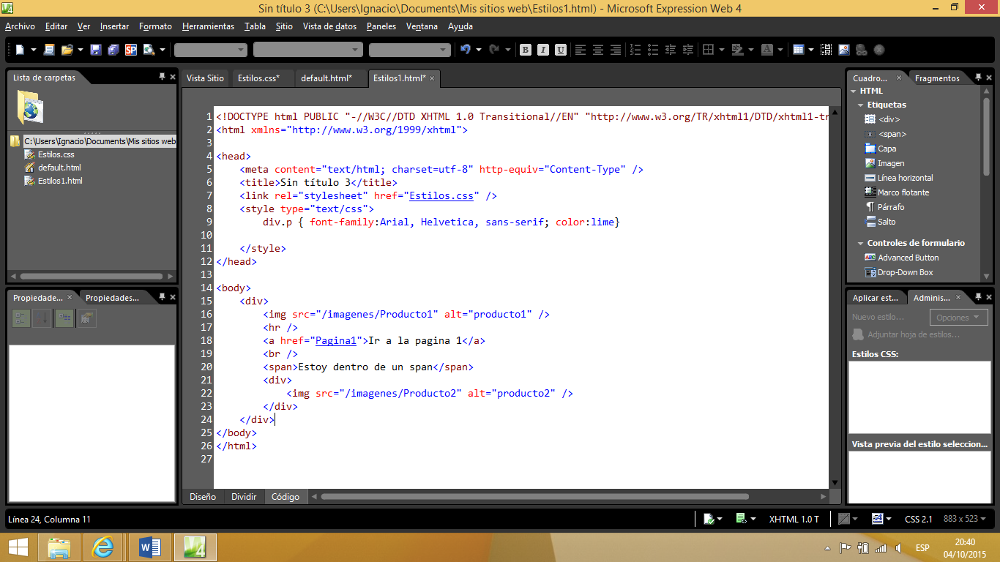 Sin título 3 (C:\Users\Ignacio\Documents\Mis sitios web\Estilos1.html) - Microsoft Expression Web 4
Archivo Editar Ver Insertar Formato Herramientas Tabla Sitio Vista de datos Paneles Ventana Ayuda
Lista de carpetas
C:\Users\Ignacio\Documents\Mis sitios web
Estilos.css
default.html
Estilos1.html
Propiedade... Propiedades...
Vista Sitio Estilos.css* default.html* Estilos1.html*
1 <!DOCTYPE html PUBLIC "-//W3C//DTD XHTML 1.0 Transitional//EN" "http://www.w3.org/TR/xhtml1/DTD/xhtml1-tr
2 <html xmlns="http://www.w3.org/1999/xhtml">
3
4 <head>
5 <meta content="text/html; charset=utf-8" http-equiv="Content-Type" />
6 <title>Sin título 3</title>
7 <link rel="stylesheet" href="Estilos.css" />
8 <style type="text/css">
9 div.p { font-family:Arial, Helvetica, sans-serif; color:lime}
10
11 </style>
12 </head>
13
14 <body>
15 <div>
16 <img src="/imagenes/Producto1" alt="producto1" />
17 <hr />
18 <a href="Pagina1">Ir a la pagina 1</a>
19 <br />
20 <span>Estoy dentro de un span</span>
21 <div>
22 <img src="/imagenes/Producto2" alt="producto2" />
23 </div>
24 </div>
25 </body>
26 </html>
27
Diseño Dividir Código
Cuadro... Fragmentos
HTML
Etiquetas
<div>
<span>
Capa
Imagen
Línea horizontal
Marco flotante
Párrafo
Salto
Controles de formulario
Advanced Button
Drop-Down Box
Aplicar est... Adminis...
Nuevo estilo... Opciones
Adjuntar hoja de estilos...
Estilos CSS:
Vista previa del estilo seleccion...
Línea 24, Columna 11 XHTML 1.0 T CSS 2.1 883 x 523
ESP 20:40
04/10/2015